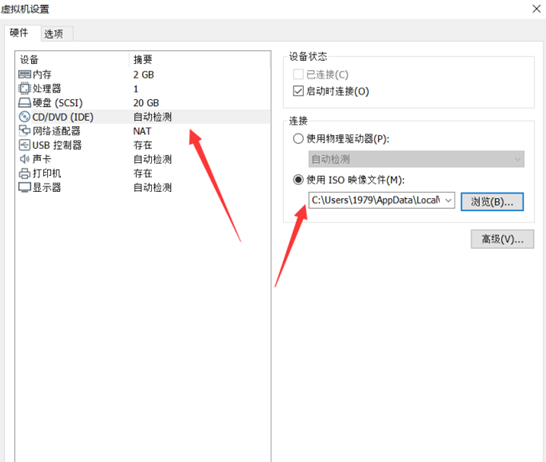 虚拟机设置
硬件 选项
设备 摘要
内存 2 GB
处理器 1
硬盘 (SCSI) 20 GB
CD/DVD (IDE) 自动检测
网络适配器 NAT
USB 控制器 存在
声卡 自动检测
打印机 存在
显示器 自动检测
设备状态
已连接(C)
启动时连接(O)
连接
使用物理驱动器(P):
自动检测
使用 ISO 映像文件(M):
C:\Users\1979\AppData\Local\
浏览(B)...
高级(V)...